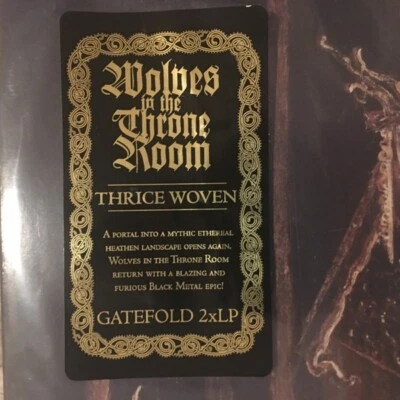 Wolves
in the
Throne
Room
THRICE WOVEN
A PORTAL INTO A MYTHIC ETHEREAL
HEATHEN LANDSCAPE OPENS AGAIN.
WOLVES IN THE THRONE ROOM
RETURN WITH A BLAZING AND
FURIOUS BLACK METAL EPIC!
GATEFOLD 2xLP